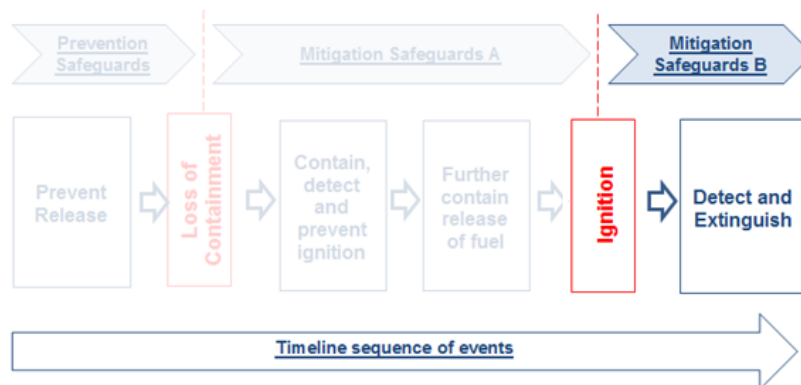 Prevention
Safeguards
Mitigation Safeguards A
Mitigation
Safeguards B
Prevent
Release
Loss of
Containment
Contain,
detect
and
prevent
ignition
Further
contain
release
of fuel
Ignition
Detect and
Extinguish
Timeline sequence of events